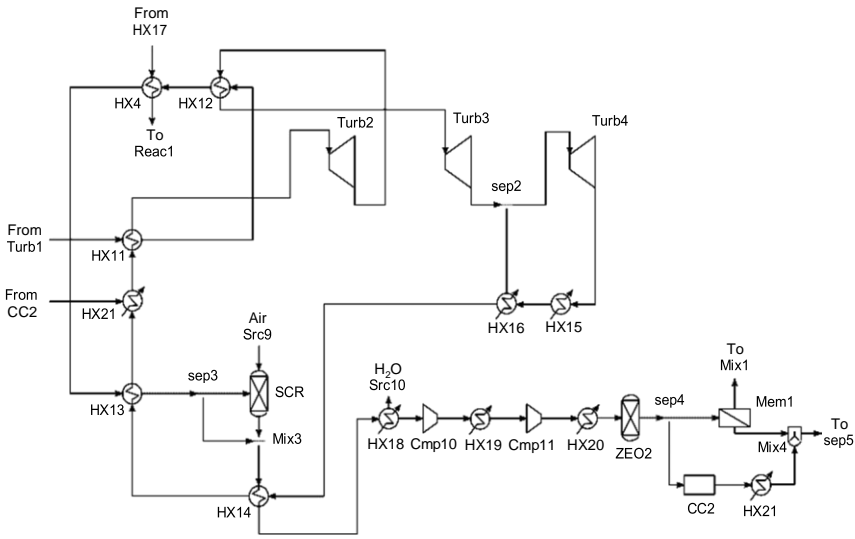 From
HX17
HX4
HX12
To
Reac1
Turb2
Turb3
Turb4
sep2
From
Turb1
HX11
From
CC2
HX21
HX16
HX15
Air
Src9
sep3
SCR
HX13
Mix3
HX14
H₂O
Src10
HX18
Cmp10
HX19
Cmp11
HX20
ZEO2
sep4
To
Mix1
Mem1
Mix4
To
sep5
CC2
HX21